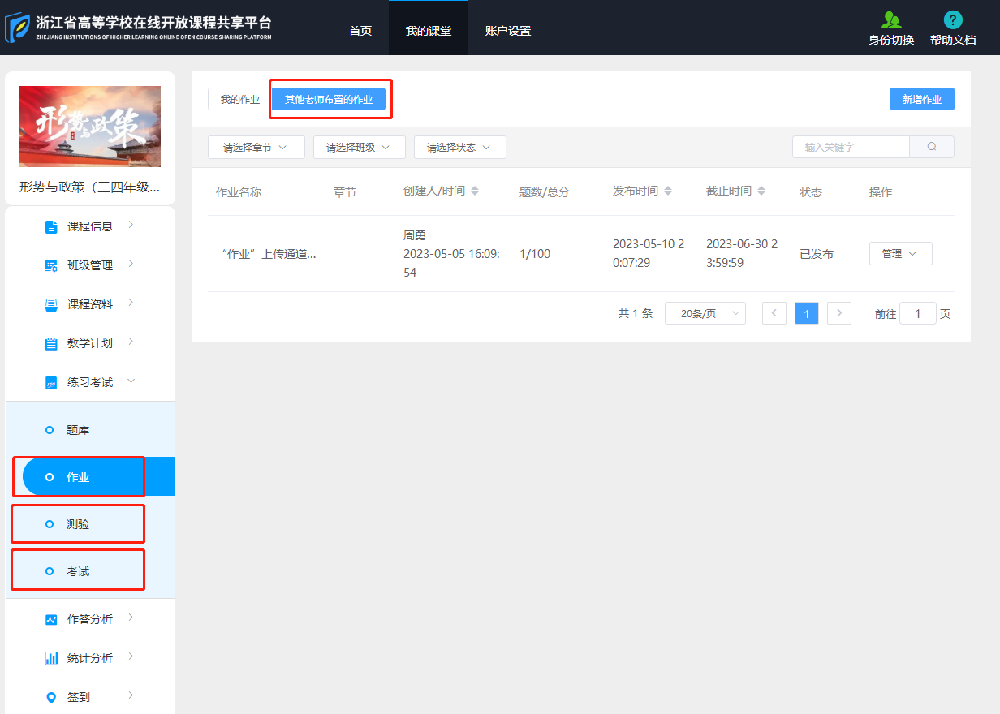 浙江省高等学校在线开放课程共享平台
ZHEJIANG INSTITUTIONS OF HIGHER LEARNING ONLINE OPEN COURSE SHARING PLATFORM
首页
我的课堂
账户设置
身份切换
帮助文档
形势与政策
形势与政策（三四年级...
课程信息
班级管理
课程资料
教学计划
练习考试
题库
作业
测验
考试
作答分析
统计分析
签到
我的作业
其他老师布置的作业
新增作业
请选择章节
请选择班级
请选择状态
输入关键字
作业名称 章节 创建人/时间 题数/总分 发布时间 截止时间 状态 操作
“作业”上传通道...
周勇
2023-05-05 16:09:
54
1/100
2023-05-10 2
0:07:29
2023-06-30 2
3:59:59
已发布
管理
共 1 条 20条/页 1 前往 1 页